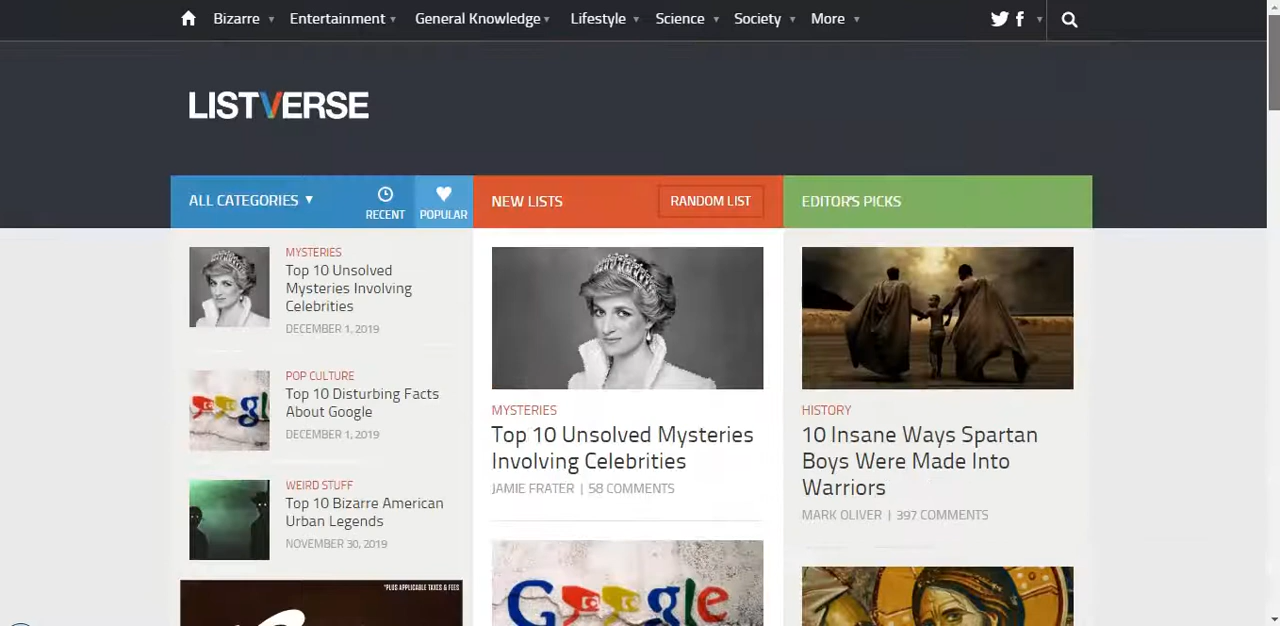 Bizarre Entertainment General Knowledge Lifestyle Science Society More
LISTVERSE
ALL CATEGORIES
RECENT
POPULAR
NEW LISTS
RANDOM LIST
EDITOR'S PICKS
MYSTERIES
Top 10 Unsolved
Mysteries Involving
Celebrities
DECEMBER 1, 2019
POP CULTURE
Top 10 Disturbing Facts
About Google
DECEMBER 1, 2019
WEIRD STUFF
Top 10 Bizarre American
Urban Legends
NOVEMBER 30, 2019
*PLUS APPLICABLE TAXES & FEES
MYSTERIES
Top 10 Unsolved Mysteries
Involving Celebrities
JAMIE FRATER | 58 COMMENTS
Google
HISTORY
10 Insane Ways Spartan
Boys Were Made Into
Warriors
MARK OLIVER | 397 COMMENTS